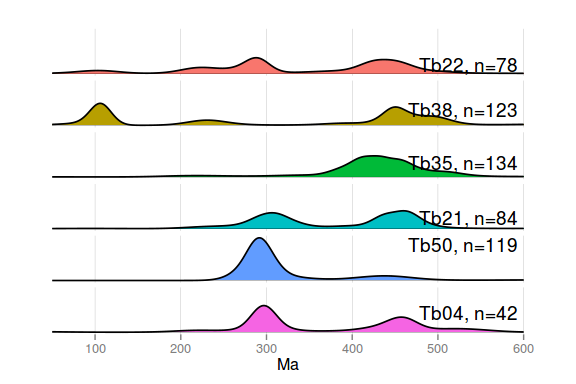 Tb22, n=78
Tb38, n=123
Tb35, n=134
Tb21, n=84
Tb50, n=119
Tb04, n=42
100 200 300 400 500 600
Ma